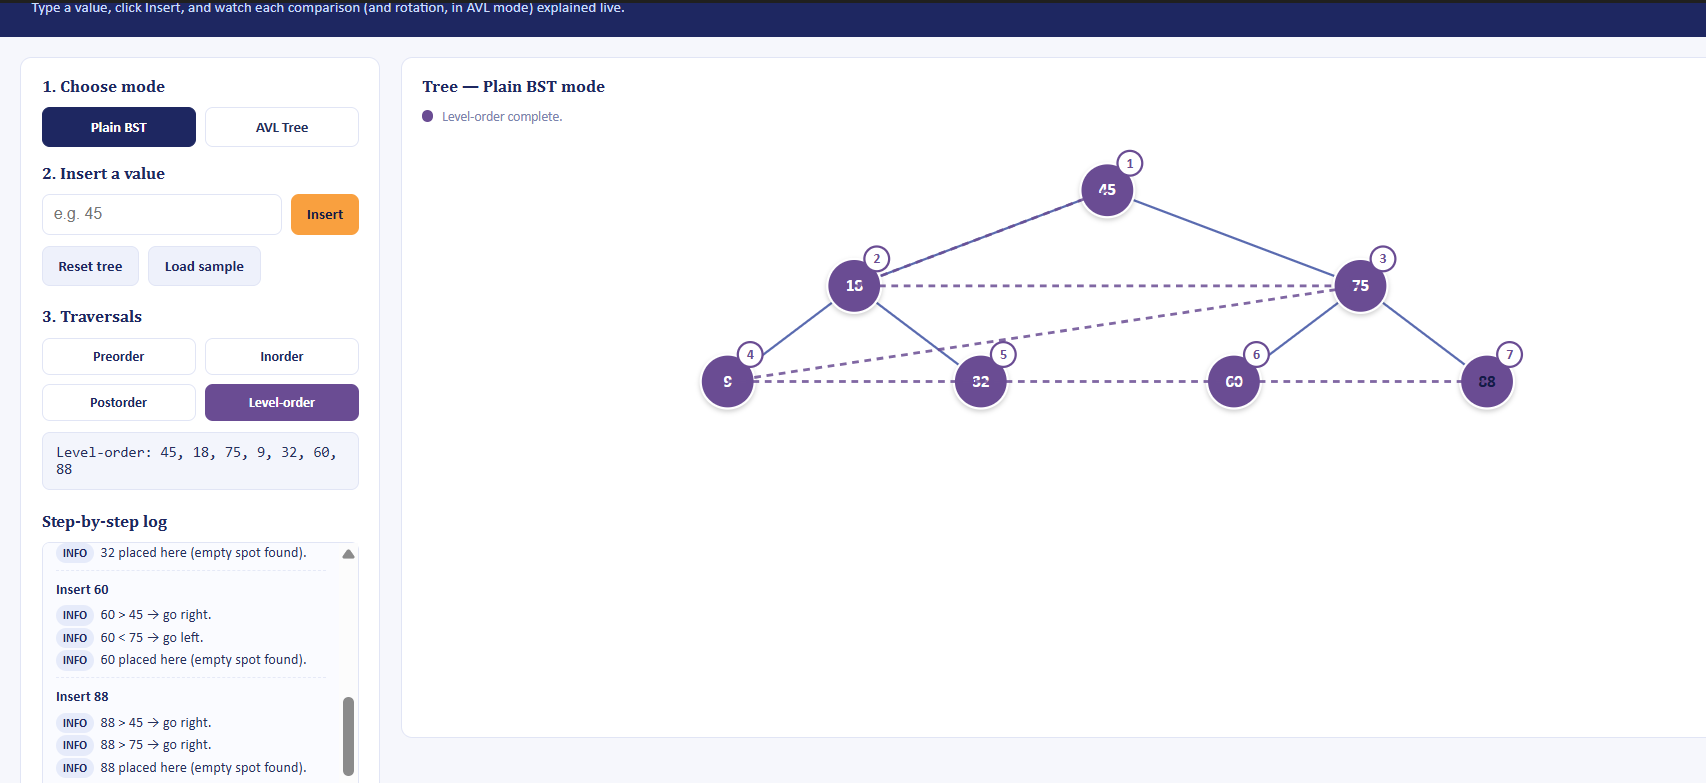 Type a value, click Insert, and watch each comparison (and rotation, in AVL mode) explained live.
1. Choose mode
Plain BST
AVL Tree
2. Insert a value
e.g. 45
Insert
Reset tree
Load sample
3. Traversals
Preorder
Inorder
Postorder
Level-order
Level-order: 45, 18, 75, 9, 32, 60,
88
Step-by-step log
INFO 32 placed here (empty spot found).
Insert 60
INFO 60 > 45 → go right.
INFO 60 < 75 → go left.
INFO 60 placed here (empty spot found).
Insert 88
INFO 88 > 45 → go right.
INFO 88 > 75 → go right.
INFO 88 placed here (empty spot found).
Tree — Plain BST mode
Level-order complete.
1
45
2
18
3
75
4
9
5
32
6
60
7
88